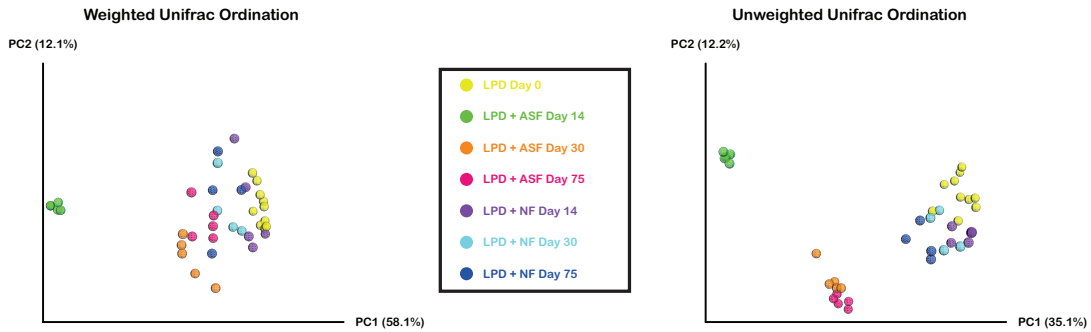 Weighted Unifrac Ordination
PC2 (12.1%)
PC1 (58.1%)
LPD Day 0
LPD + ASF Day 14
LPD + ASF Day 30
LPD + ASF Day 75
LPD + NF Day 14
LPD + NF Day 30
LPD + NF Day 75
Unweighted Unifrac Ordination
PC2 (12.2%)
PC1 (35.1%)